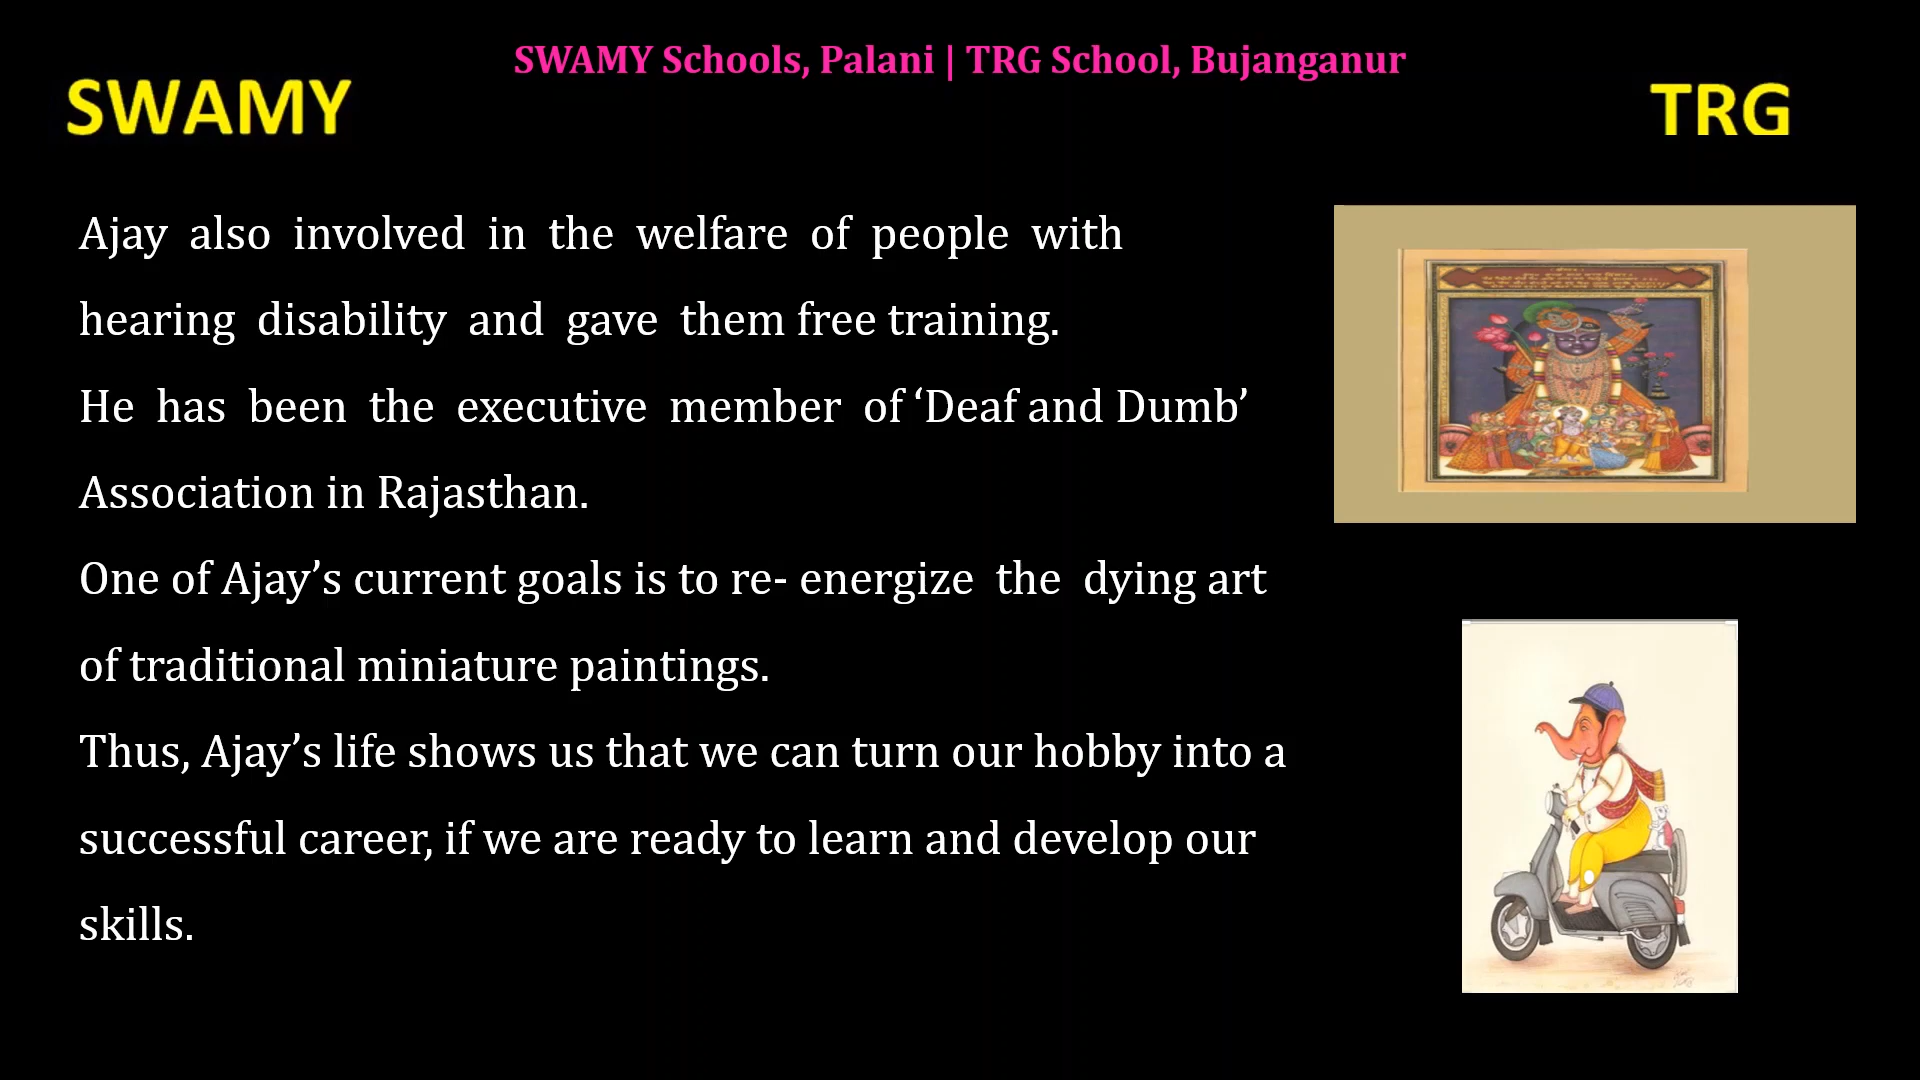 SWAMY Schools, Palani | TRG School, Bujanganur
SWAMY
TRG
Ajay also involved in the welfare of people with
hearing disability and gave them free training.
He has been the executive member of ‘Deaf and Dumb’
Association in Rajasthan.
One of Ajay’s current goals is to re- energize the dying art
of traditional miniature paintings.
Thus, Ajay’s life shows us that we can turn our hobby into a
successful career, if we are ready to learn and develop our
skills.